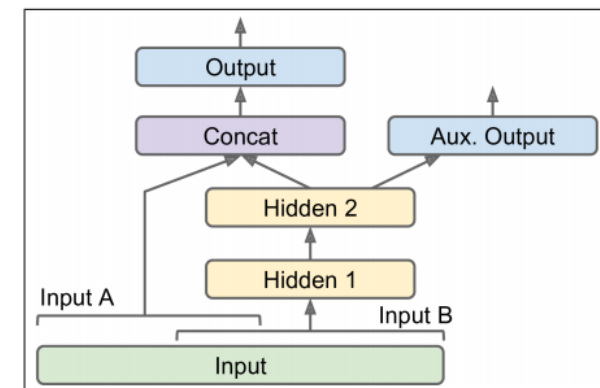 Output
Concat
Aux. Output
Hidden 2
Hidden 1
Input A
Input B
Input